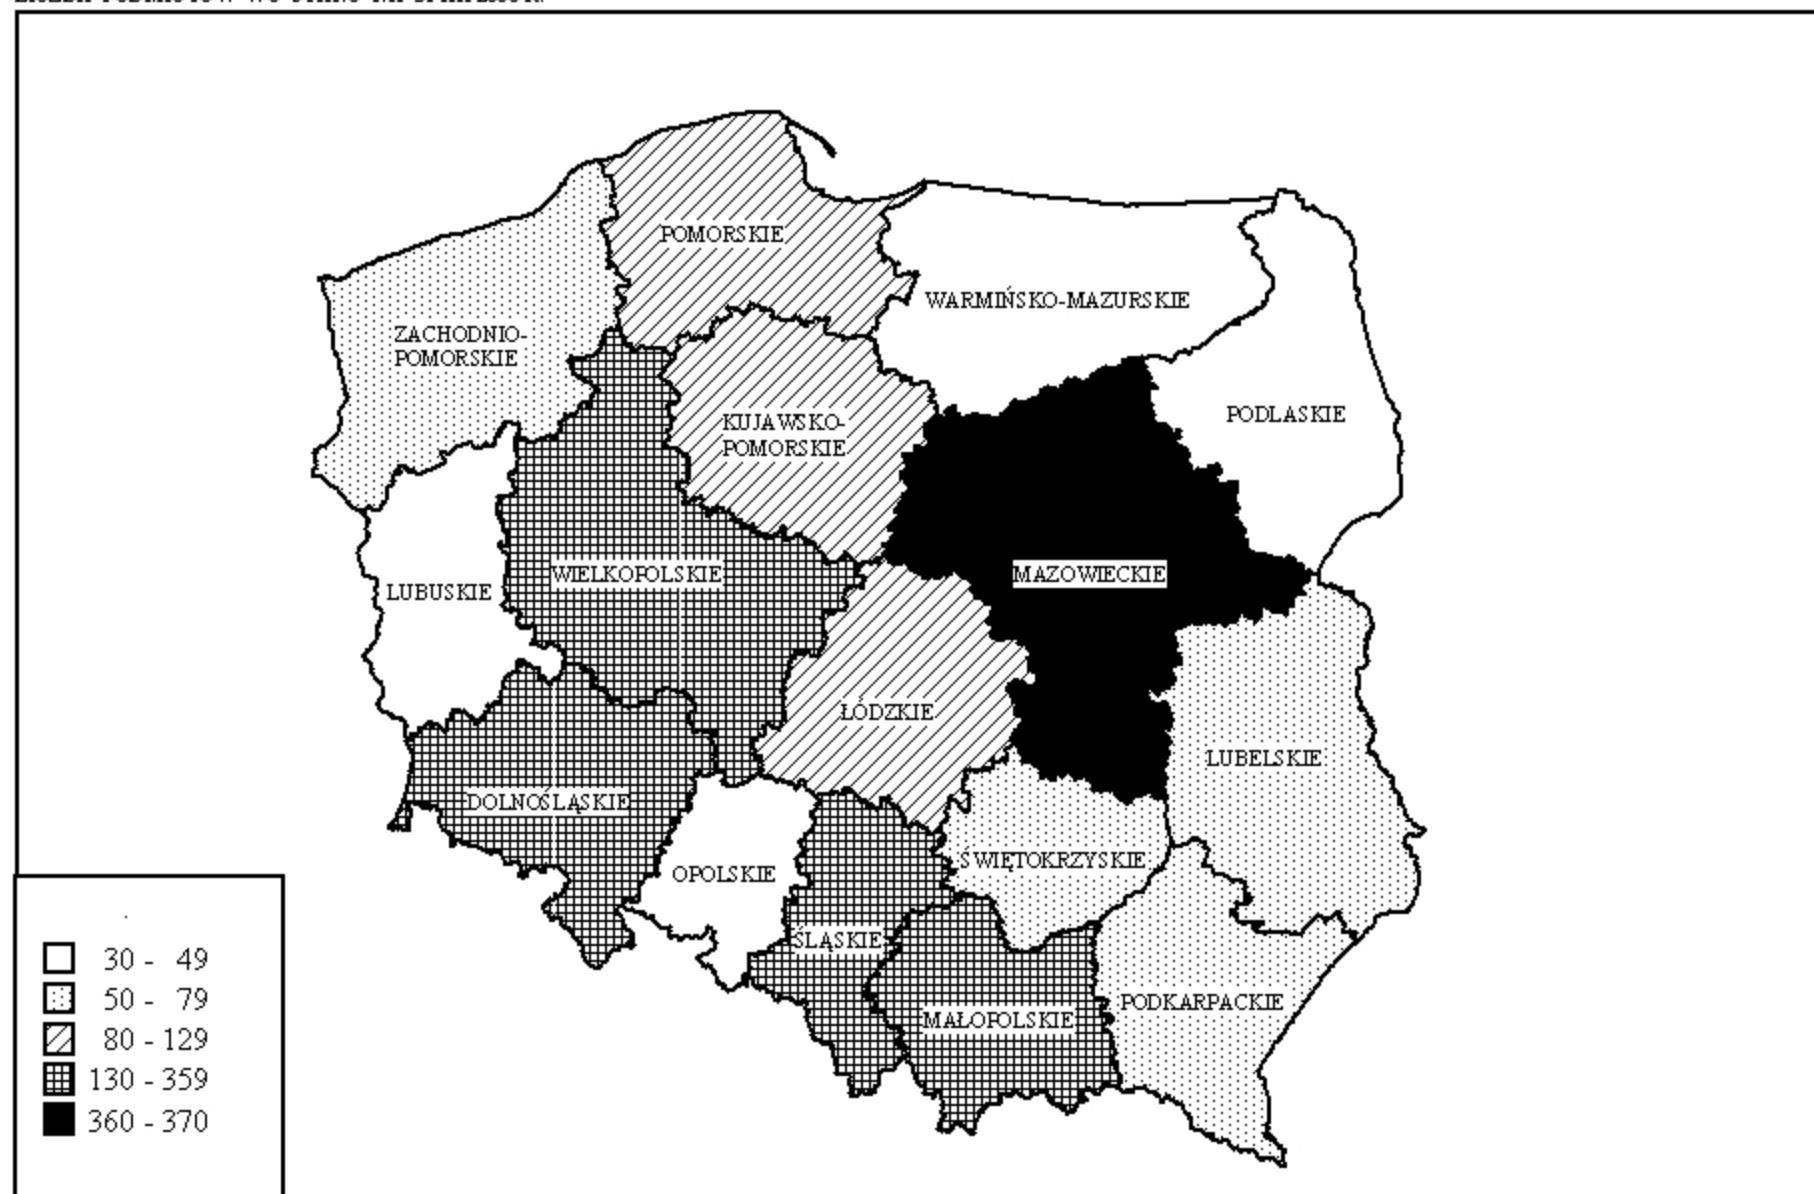 POMORSKIE
WARMIŃSKO-MAZURSKIE
ZACHODNIO-
POMORSKIE
KUJAWSKO-
POMORSKIE
PODLASKIE
WIELKOPOLSKIE
MAZOWIECKIE
LUBUSKIE
ŁÓDZKIE
LUBELSKIE
DOLNOŚLĄSKIE
ŚWIĘTOKRZYSKIE
OPOLSKIE
ŚLĄSKIE
PODKARPACKIE
MAŁOPOLSKIE
30 - 49
50 - 79
80 - 129
130 - 359
360 - 370